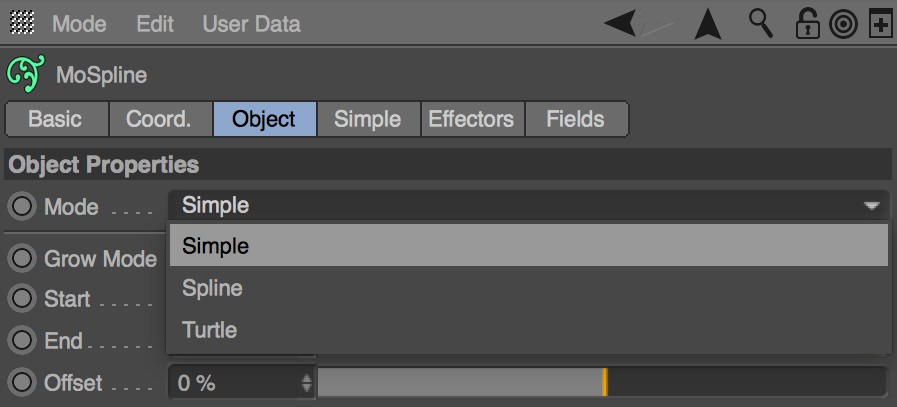 Mode Edit User Data
MoSpline
Basic Coord. Object Simple Effectors Fields
Object Properties
Mode . . . . Simple
Simple
Grow Mode
Spline
Start . . . . .
Turtle
End . . . . . .
Offset . . . . 0 %